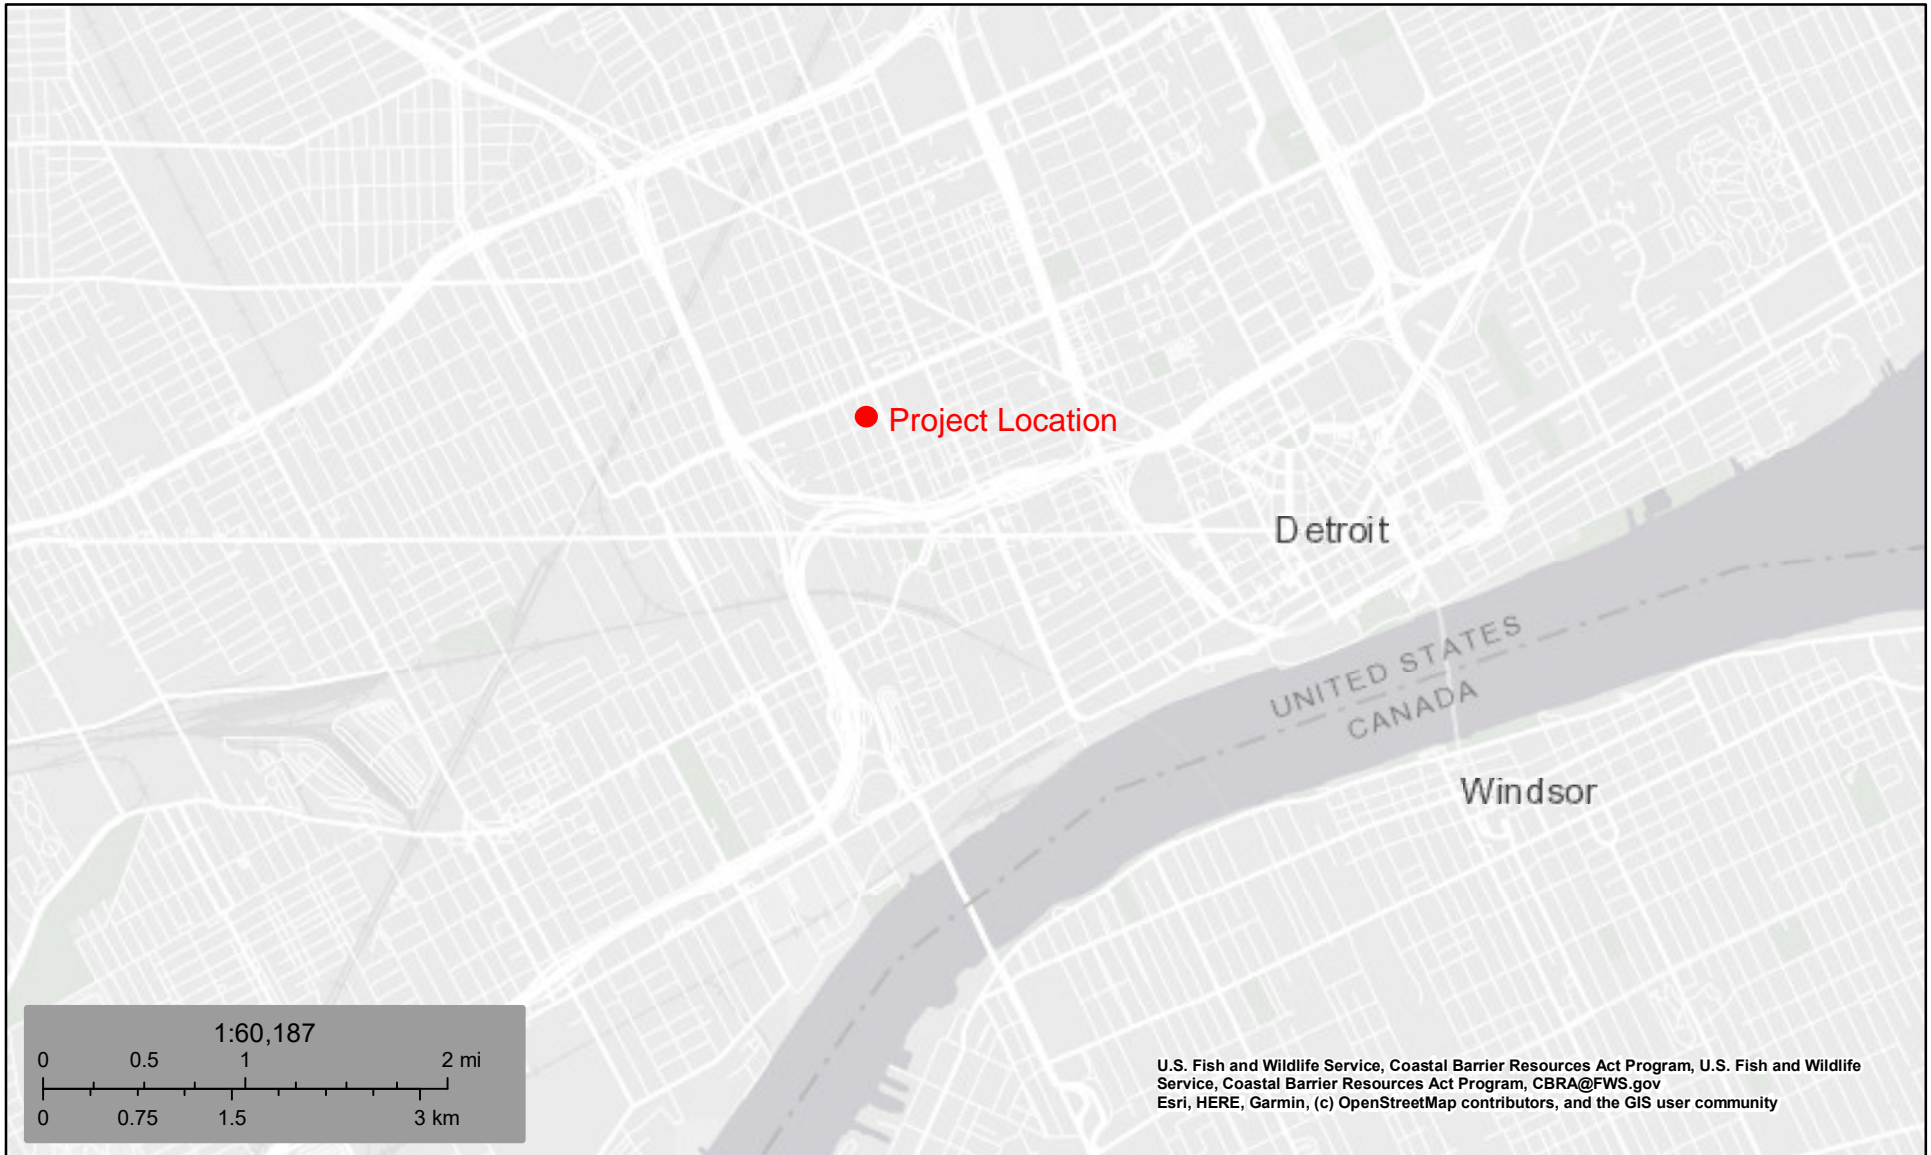 Project Location
Detroit
UNITED STATES
CANADA
Windsor
1:60,187
0 0.5 1 2 mi
0 0.75 1.5 3 km
U.S. Fish and Wildlife Service, Coastal Barrier Resources Act Program, U.S. Fish and Wildlife
Service, Coastal Barrier Resources Act Program, CBRA@FWS.gov
Esri, HERE, Garmin, (c) OpenStreetMap contributors, and the GIS user community